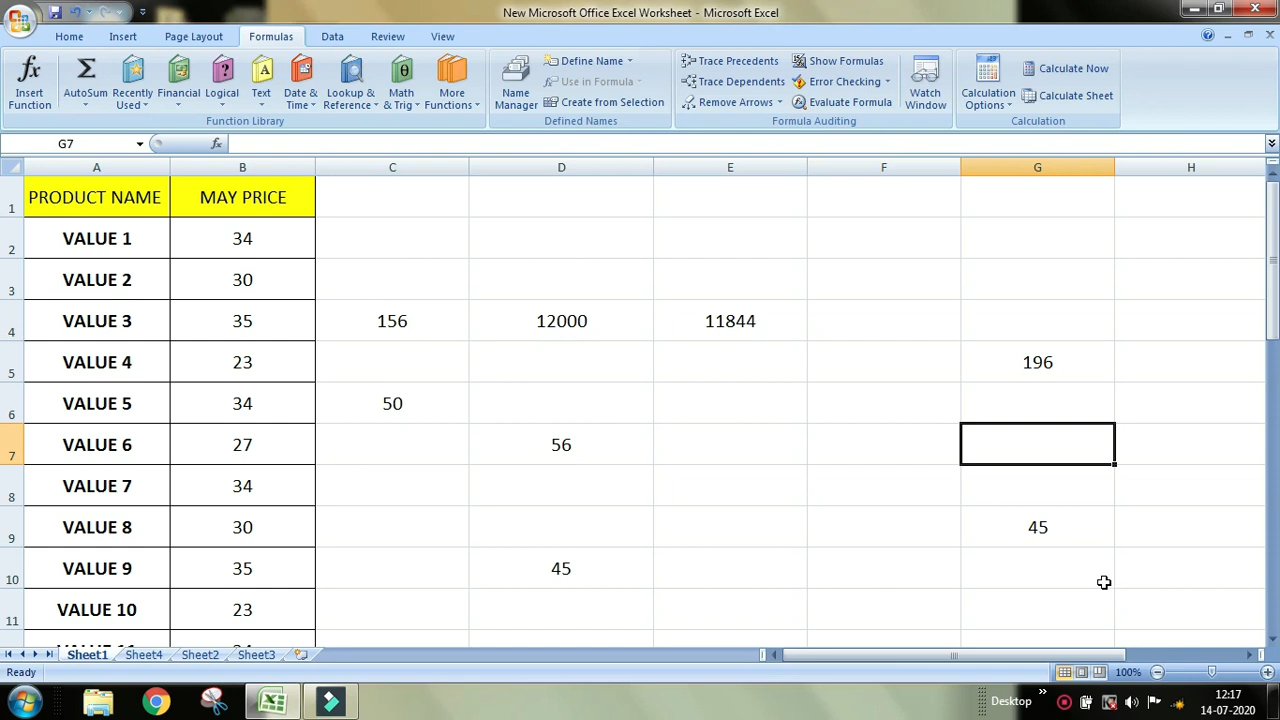 New Microsoft Office Excel Worksheet - Microsoft Excel
Home Insert Page Layout Formulas Data Review View
Insert Function
AutoSum
Recently Used
Financial
Logical
Text
Date & Time
Lookup & Reference
Math & Trig
More Functions
Function Library
Name Manager
Define Name
Use in Formula
Create from Selection
Defined Names
Trace Precedents
Trace Dependents
Remove Arrows
Show Formulas
Error Checking
Evaluate Formula
Formula Auditing
Watch Window
Calculation Options
Calculate Now
Calculate Sheet
Calculation
G7 fx
A B C D E F G H
1 PRODUCT NAME MAY PRICE
2 VALUE 1 34
3 VALUE 2 30
4 VALUE 3 35 156 12000 11844
5 VALUE 4 23 196
6 VALUE 5 34 50
7 VALUE 6 27 56
8 VALUE 7 34
9 VALUE 8 30 45
10 VALUE 9 35 45
11 VALUE 10 23
Sheet1 Sheet4 Sheet2 Sheet3
Ready 100%
Desktop 12:17
14-07-2020